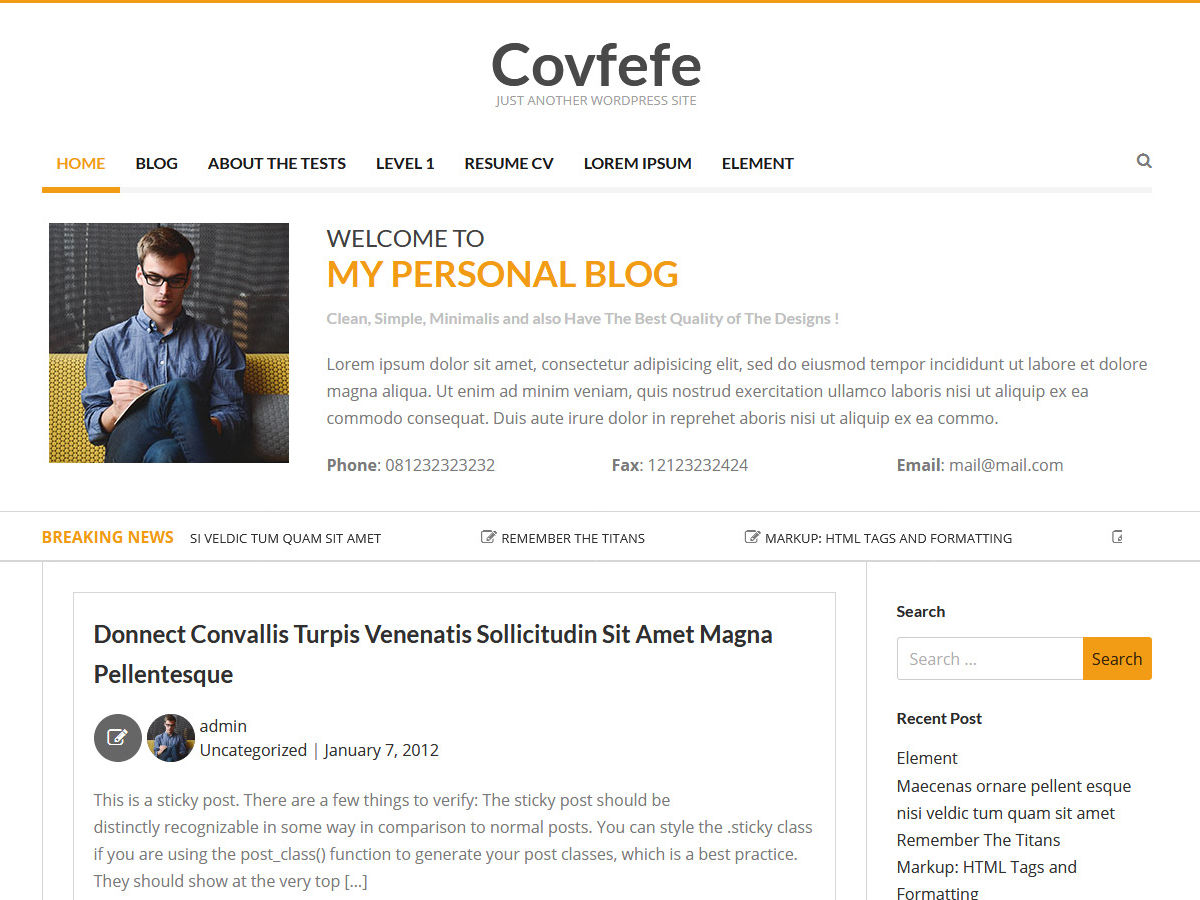 Covfefe
JUST ANOTHER WORDPRESS SITE
HOME BLOG ABOUT THE TESTS LEVEL 1 RESUME CV LOREM IPSUM ELEMENT
WELCOME TO
MY PERSONAL BLOG
Clean, Simple, Minimalis and also Have The Best Quality of The Designs !
Lorem ipsum dolor sit amet, consectetur adipisicing elit, sed do eiusmod tempor incididunt ut labore et dolore
magna aliqua. Ut enim ad minim veniam, quis nostrud exercitation ullamco laboris nisi ut aliquip ex ea
commodo consequat. Duis aute irure dolor in reprehet aboris nisi ut aliquip ex ea commo.
Phone: 081232323232 Fax: 12123232424 Email: mail@mail.com
BREAKING NEWS SI VELDIC TUM QUAM SIT AMET REMEMBER THE TITANS MARKUP: HTML TAGS AND FORMATTING
Donnect Convallis Turpis Venenatis Sollicitudin Sit Amet Magna
Pellentesque
admin
Uncategorized | January 7, 2012
This is a sticky post. There are a few things to verify: The sticky post should be
distinctly recognizable in some way in comparison to normal posts. You can style the .sticky class
if you are using the post_class() function to generate your post classes, which is a best practice.
They should show at the very top [...]
Search
Search ... Search
Recent Post
Element
Maecenas ornare pellent esque
nisi veldic tum quam sit amet
Remember The Titans
Markup: HTML Tags and
Formatting